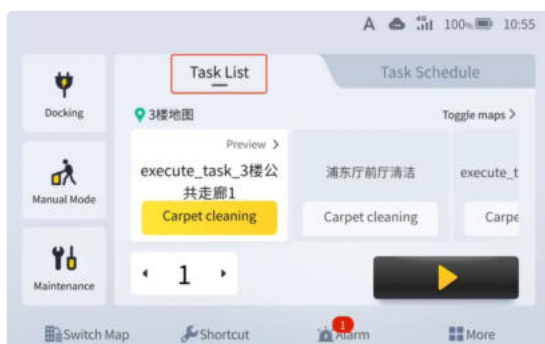 A 4G 100% 10:55
Docking
Manual Mode
Maintenance
Task List
Task Schedule
3楼地图
Toggle maps >
Preview >
execute_task_3楼公
共走廊1
Carpet cleaning
浦东厅前厅清洁
Carpet cleaning
execute_t
Carpe
1
Switch Map
Shortcut
1
Alarm
More